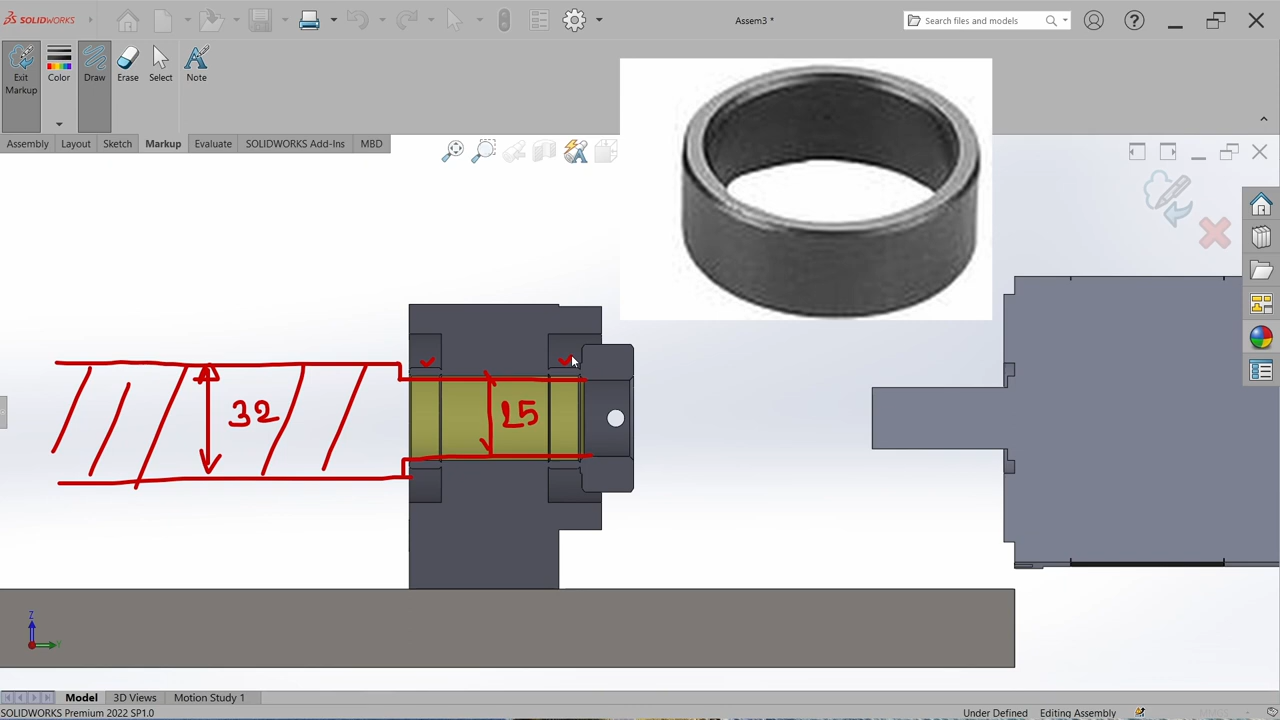 SOLIDWORKS
Assem3 *
Search files and models
Exit
Markup
Color
Draw
Erase
Select
Note
Assembly
Layout
Sketch
Markup
Evaluate
SOLIDWORKS Add-Ins
MBD
32
25
Z
Y
Model
3D Views
Motion Study 1
SOLIDWORKS Premium 2022 SP1.0
Under Defined
Editing Assembly